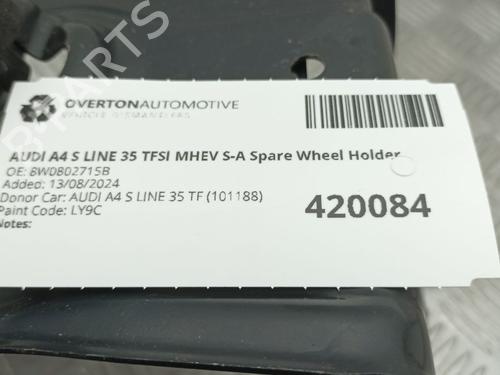 OVERTONAUTOMOTIVE
VEHICLE DISMANTLERS
AUDI A4 S LINE 35 TFSI MHEV S-A Spare Wheel Holder
OE: 8W0802715B
Added: 13/08/2024
Donor Car: AUDI A4 S LINE 35 TF (101188)
Paint Code: LY9C
Notes:
420084